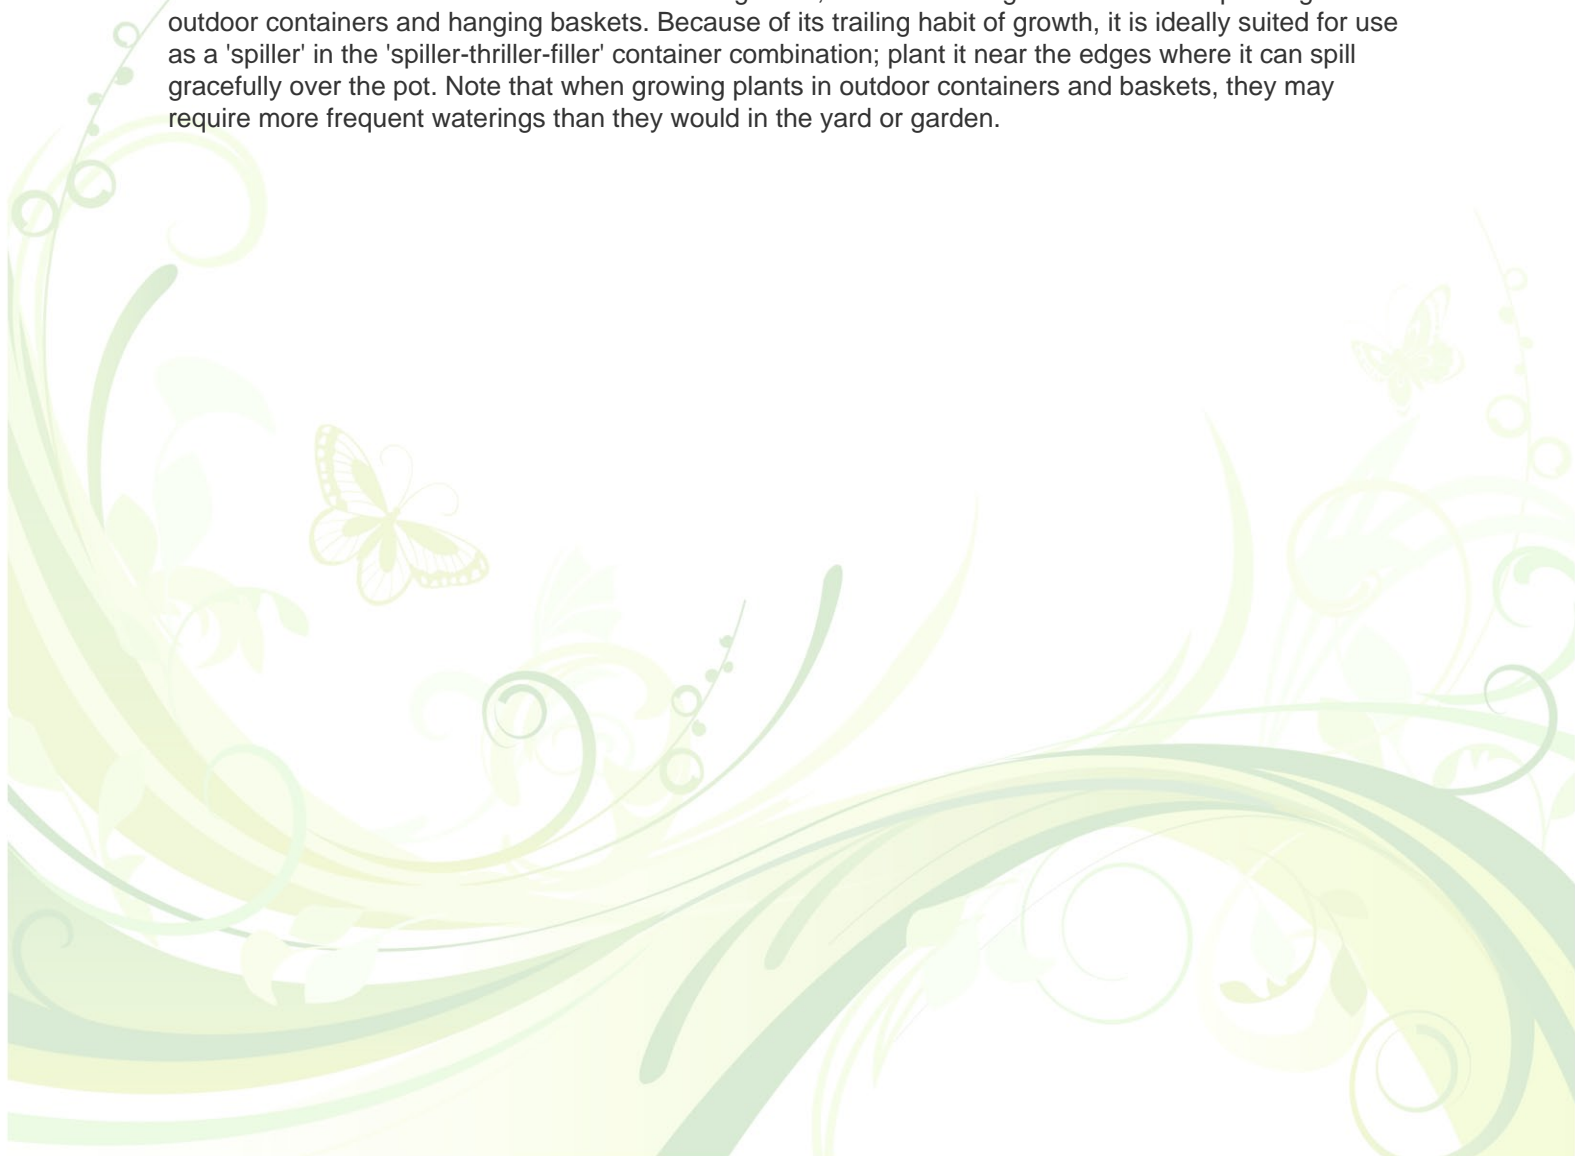 outdoor containers and hanging baskets. Because of its trailing habit of growth, it is ideally suited for use
as a 'spiller' in the 'spiller-thriller-filler' container combination; plant it near the edges where it can spill
gracefully over the pot. Note that when growing plants in outdoor containers and baskets, they may
require more frequent waterings than they would in the yard or garden.